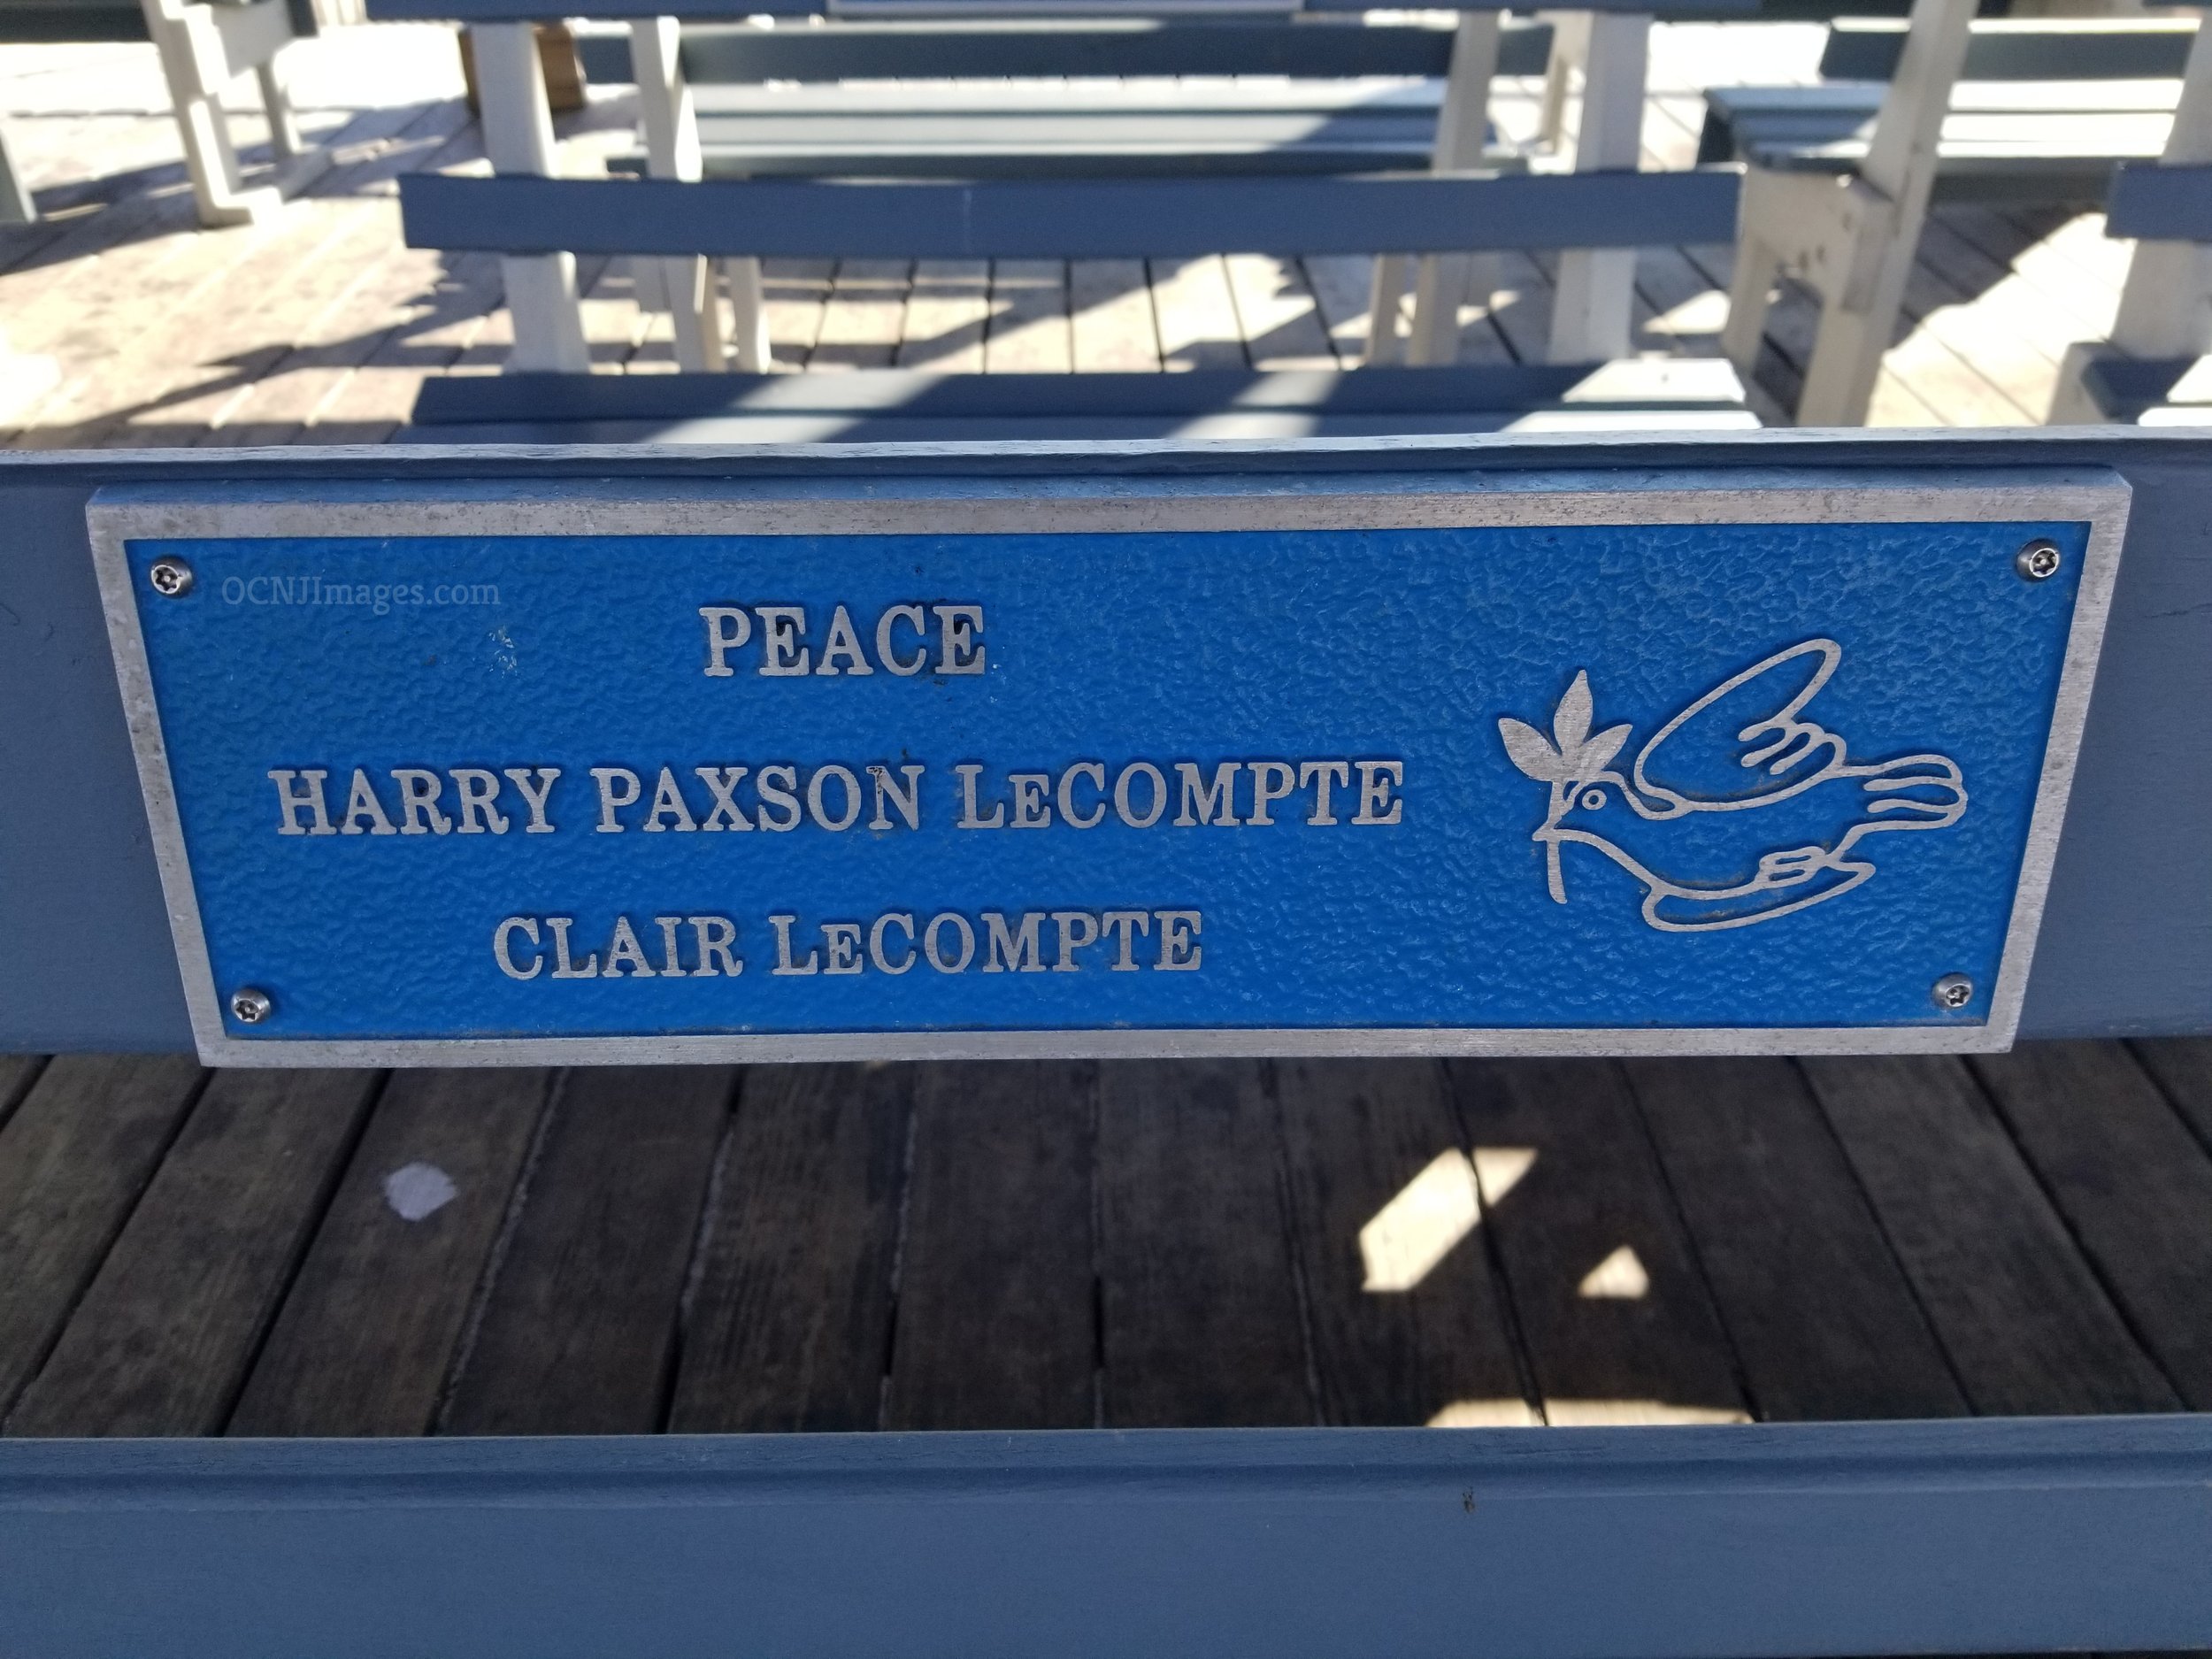 OCNJImages.com
PEACE
HARRY PAXSON LeCOMPTE
CLAIR LeCOMPTE